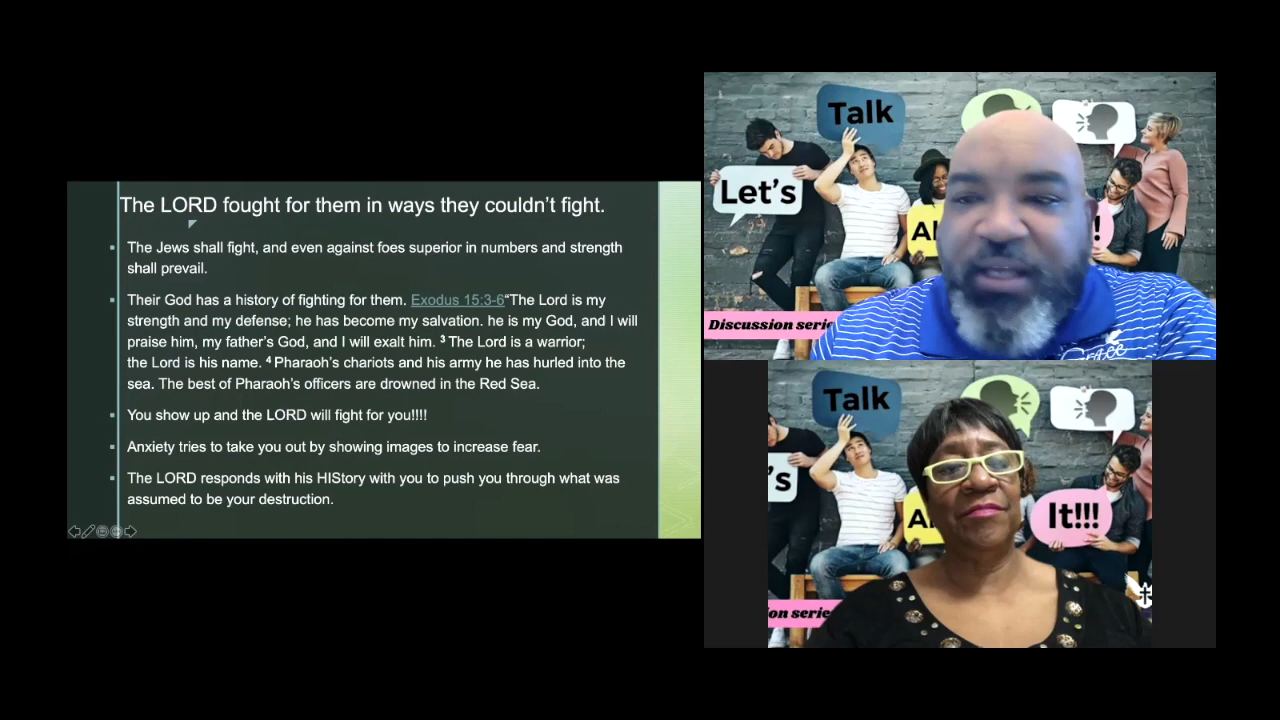 The LORD fought for them in ways they couldn't fight.
The Jews shall fight, and even against foes superior in numbers and strength
shall prevail.
Their God has a history of fighting for them. Exodus 15:3-6“The Lord is my
strength and my defense; he has become my salvation. he is my God, and I will
praise him, my father's God, and I will exalt him. ³ The Lord is a warrior;
the Lord is his name. ⁴ Pharaoh's chariots and his army he has hurled into the
sea. The best of Pharaoh's officers are drowned in the Red Sea.
You show up and the LORD will fight for you!!!!
Anxiety tries to take you out by showing images to increase fear.
The LORD responds with his HIStory with you to push you through what was
assumed to be your destruction.
Talk
Let's
A
!
Discussion serie
Grace
Talk
's
A
It!!!
on serie